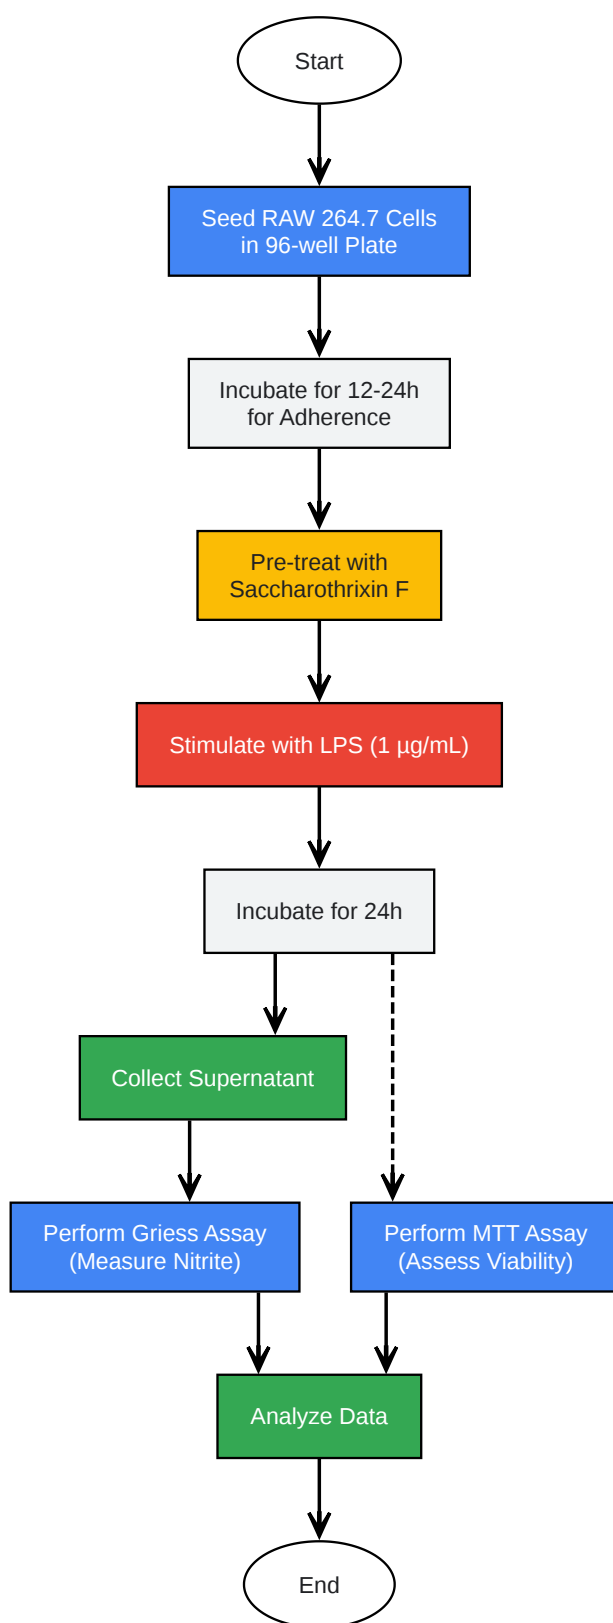 Start
Seed RAW 264.7 Cells
in 96-well Plate
Incubate for 12-24h
for Adherence
Pre-treat with
Saccharothrixin F
Stimulate with LPS (1 µg/mL)
Incubate for 24h
Collect Supernatant
Perform Griess Assay
(Measure Nitrite)
Perform MTT Assay
(Assess Viability)
Analyze Data
End